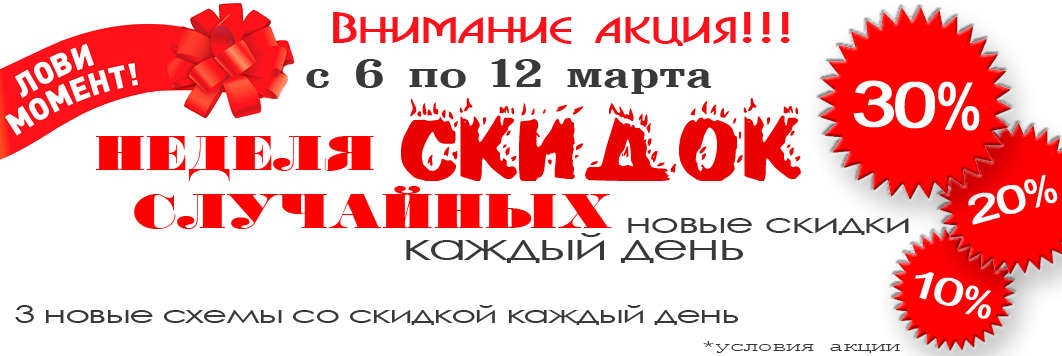 ЛОВИ
МОМЕНТ!
Внимание акция!!!
с 6 по 12 марта
НЕДЕЛЯ СКИДОК
СЛУЧАЙНЫХ
новые скидки
каждый день
30%
20%
10%
3 новые схемы со скидкой каждый день
*условия акции